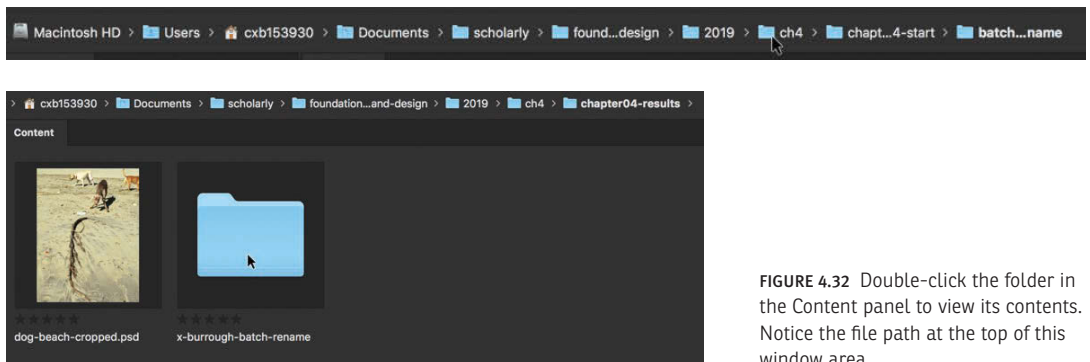 Macintosh HD > Users > cxb153930 > Documents > scholarly > found...design > 2019 > ch4 > chapt...4-start > batch...name
> cxb153930 > Documents > scholarly > foundation...and-design > 2019 > ch4 > chapter04-results >
Content
dog-beach-cropped.psd
x-burrough-batch-rename
FIGURE 4.32 Double-click the folder in
the Content panel to view its contents.
Notice the file path at the top of this
window area.